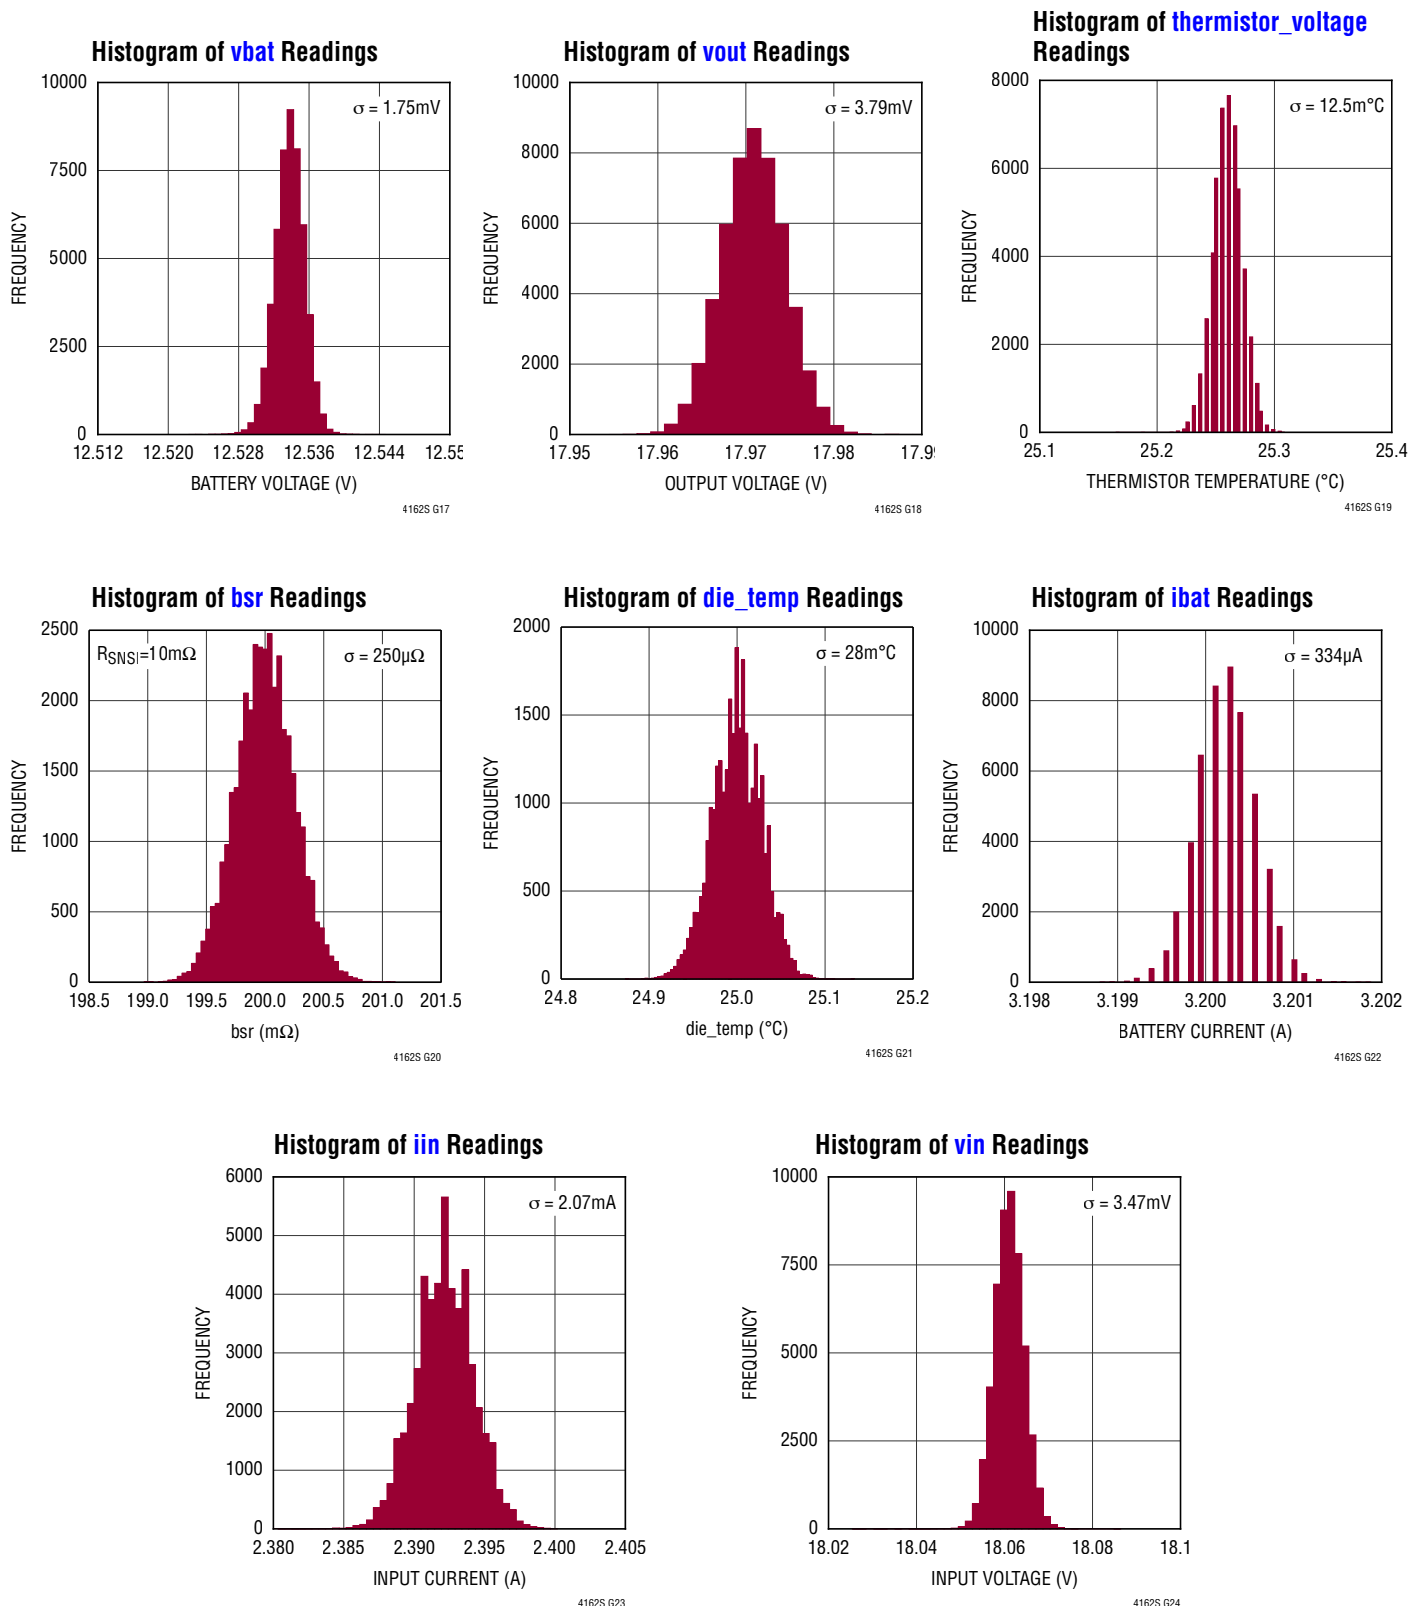 Histogram of vbat Readings
10000
7500
5000
2500
0
FREQUENCY
σ = 1.75mV
12.512 12.520 12.528 12.536 12.544
BATTERY VOLTAGE (V)
4162S G17
Histogram of vout Readings
10000
8000
6000
4000
2000
0
FREQUENCY
σ = 3.79mV
17.95 17.96 17.97 17.98
OUTPUT VOLTAGE (V)
4162S G18
Histogram of thermistor_voltage
Readings
8000
6000
4000
2000
0
FREQUENCY
σ = 12.5m°C
25.1 25.2 25.3 25.4
THERMISTOR TEMPERATURE (°C)
4162S G19
Histogram of bsr Readings
2500
2000
1500
1000
500
0
FREQUENCY
RSNSI=10mΩ
σ = 250µΩ
198.5 199.0 199.5 200.0 200.5 201.0 201.5
bsr (mΩ)
4162S G20
Histogram of die_temp Readings
2000
1500
1000
500
0
FREQUENCY
σ = 28m°C
24.8 24.9 25.0 25.1 25.2
die_temp (°C)
4162S G21
Histogram of ibat Readings
10000
8000
6000
4000
2000
0
FREQUENCY
σ = 334µA
3.198 3.199 3.200 3.201 3.202
BATTERY CURRENT (A)
4162S G22
Histogram of iin Readings
6000
5000
4000
3000
2000
1000
0
FREQUENCY
σ = 2.07mA
2.380 2.385 2.390 2.395 2.400 2.405
INPUT CURRENT (A)
4162S G23
Histogram of vin Readings
10000
7500
5000
2500
0
FREQUENCY
σ = 3.47mV
18.02 18.04 18.06 18.08 18.1
INPUT VOLTAGE (V)
4162S G24